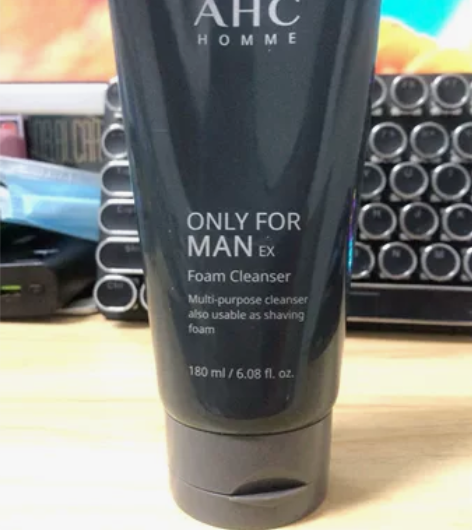 AHC
HOMME
ONLY FOR
MAN EX
Foam Cleanser
Multi-purpose cleanser
also usable as shaving
foam
180 ml / 6.08 fl. oz.